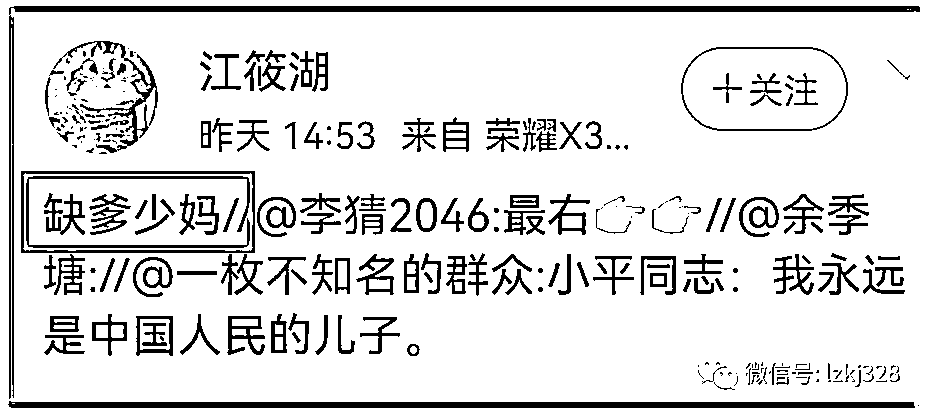 江筱湖
+关注
昨天 14:53 来自 荣耀X3...
缺爹少妈//@李猜2046:最右👉👉//@余季
塘://@一枚不知名的群众:小平同志：我永远
是中国人民的儿子。
微信号: lzkj328